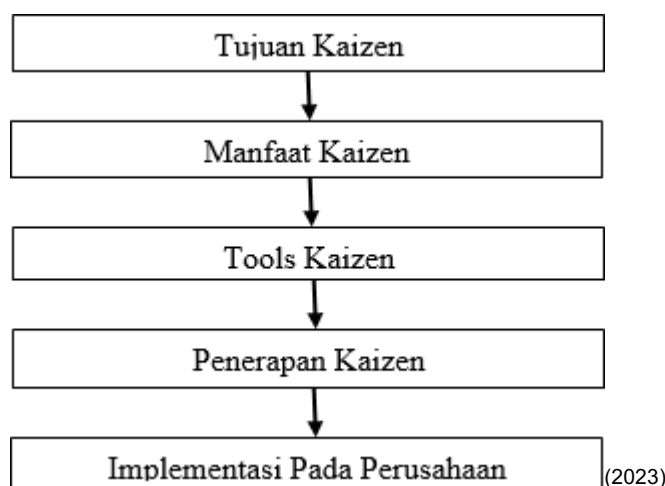 Tujuan Kaizen
Manfaat Kaizen
Tools Kaizen
Penerapan Kaizen
Implementasi Pada Perusahaan (2023)